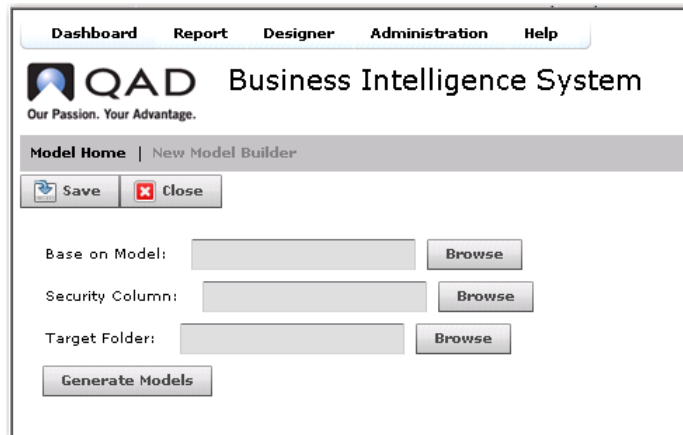 Dashboard Report Designer Administration Help
QAD Business Intelligence System
Our Passion. Your Advantage.
Model Home | New Model Builder
Save Close
Base on Model: Browse
Security Column: Browse
Target Folder: Browse
Generate Models